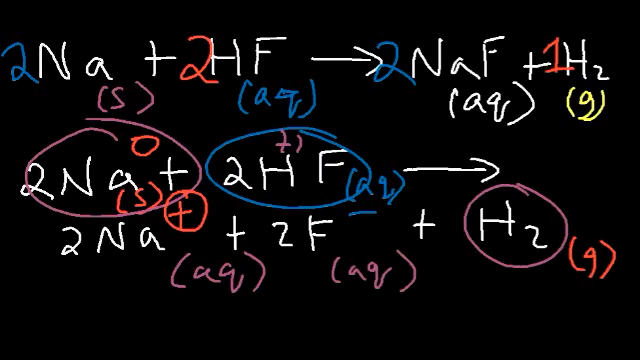 2Na + 2HF → 2NaF + 1H₂
(s) (aq) (aq) (g)
0 +1
2Na + 2HF →
(s) (aq)
2Na⁺ + 2F + H₂
(aq) (aq) (g)